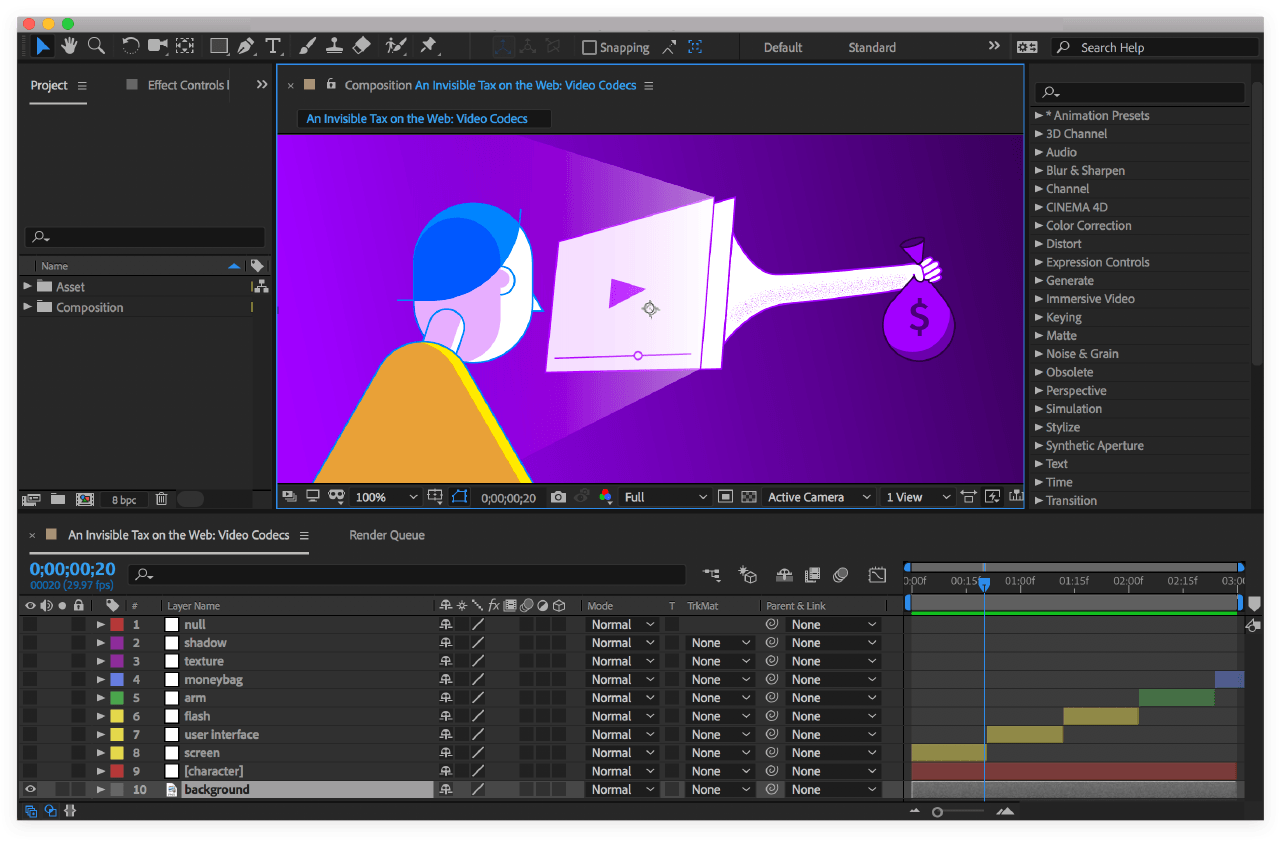 Snapping
Default
Standard
Search Help
Project
Effect Controls
Composition An Invisible Tax on the Web: Video Codecs
An Invisible Tax on the Web: Video Codecs
$
Name
Asset
Composition
8 bpc
100%
0;00;00;20
Full
Active Camera
1 View
* Animation Presets
3D Channel
Audio
Blur & Sharpen
Channel
CINEMA 4D
Color Correction
Distort
Expression Controls
Generate
Immersive Video
Keying
Matte
Noise & Grain
Obsolete
Perspective
Simulation
Stylize
Synthetic Aperture
Text
Time
Transition
An Invisible Tax on the Web: Video Codecs
Render Queue
0;00;00;20
00020 (29.97 fps)
00:15f 01:00f 01:15f 02:00f 02:15f
# Layer Name fx Mode T TrkMat Parent & Link
1 null Normal None
2 shadow Normal None None
3 texture Normal None None
4 moneybag Normal None None
5 arm Normal None None
6 flash Normal None None
7 user interface Normal None None
8 screen Normal None None
9 [character] Normal None None
10 background Normal None None